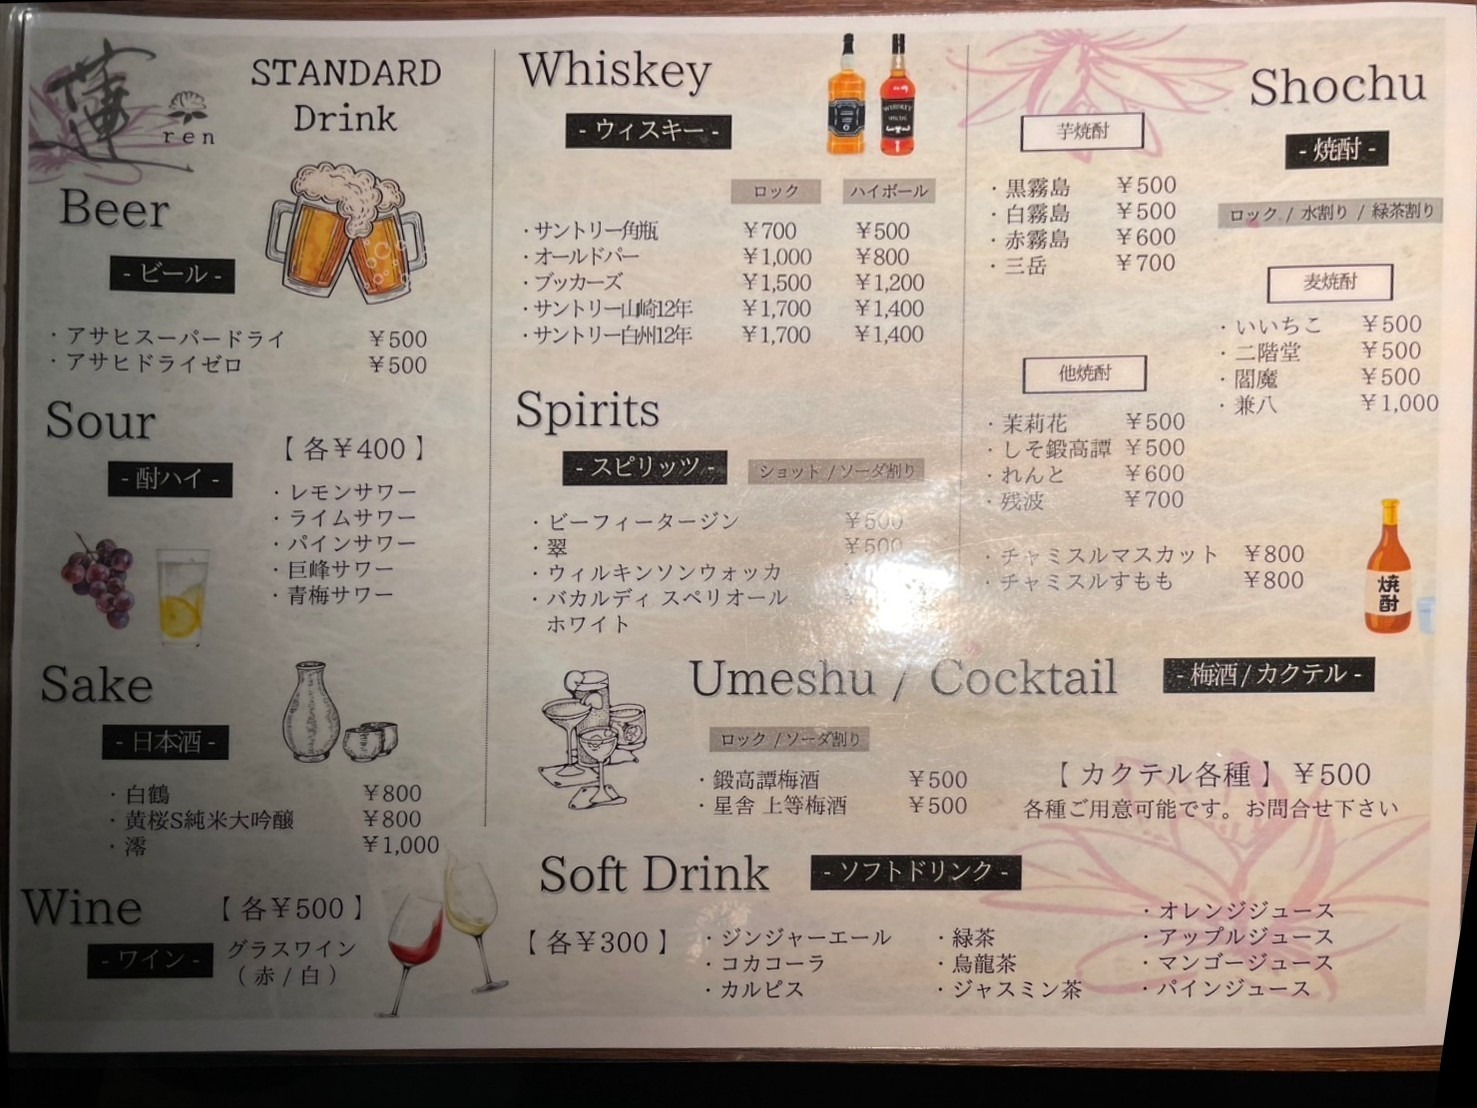 蓮
ren
STANDARD
Drink
Beer
- ビール -
・アサヒスーパードライ ¥500
・アサヒドライゼロ ¥500
Sour
- 酎ハイ -
【 各¥400 】
・レモンサワー
・ライムサワー
・パインサワー
・巨峰サワー
・青梅サワー
Sake
- 日本酒 -
・白鶴 ¥800
・黄桜S純米大吟醸 ¥800
・澪 ¥1,000
Wine
- ワイン -
【 各¥500 】
グラスワイン
( 赤 / 白 )
Whiskey
- ウィスキー -
WHISKEY
SPECIAL
ロック ハイボール
・サントリー角瓶 ¥700 ¥500
・オールドパー ¥1,000 ¥800
・ブッカーズ ¥1,500 ¥1,200
・サントリー山崎12年 ¥1,700 ¥1,400
・サントリー白州12年 ¥1,700 ¥1,400
Spirits
- スピリッツ -
ショット / ソーダ割り
・ビーフィータージン ¥500
・翠 ¥500
・ウィルキンソンウォッカ
・バカルディ スペリオール
ホワイト
Shochu
- 焼酎 -
ロック / 水割り / 緑茶割り
芋焼酎
・黒霧島 ¥500
・白霧島 ¥500
・赤霧島 ¥600
・三岳 ¥700
麦焼酎
・いいちこ ¥500
・二階堂 ¥500
・閻魔 ¥500
・兼八 ¥1,000
他焼酎
・茉莉花 ¥500
・しそ鍛高譚 ¥500
・れんと ¥600
・残波 ¥700
・チャミスルマスカット ¥800
・チャミスルすもも ¥800
焼酎
Umeshu / Cocktail
- 梅酒 / カクテル -
ロック / ソーダ割り
・鍛高譚梅酒 ¥500
・星舎 上等梅酒 ¥500
【 カクテル各種 】 ¥500
各種ご用意可能です。お問合せ下さい
Soft Drink
- ソフトドリンク -
【 各¥300 】
・ジンジャーエール
・コカコーラ
・カルピス
・緑茶
・烏龍茶
・ジャスミン茶
・オレンジジュース
・アップルジュース
・マンゴージュース
・パインジュース